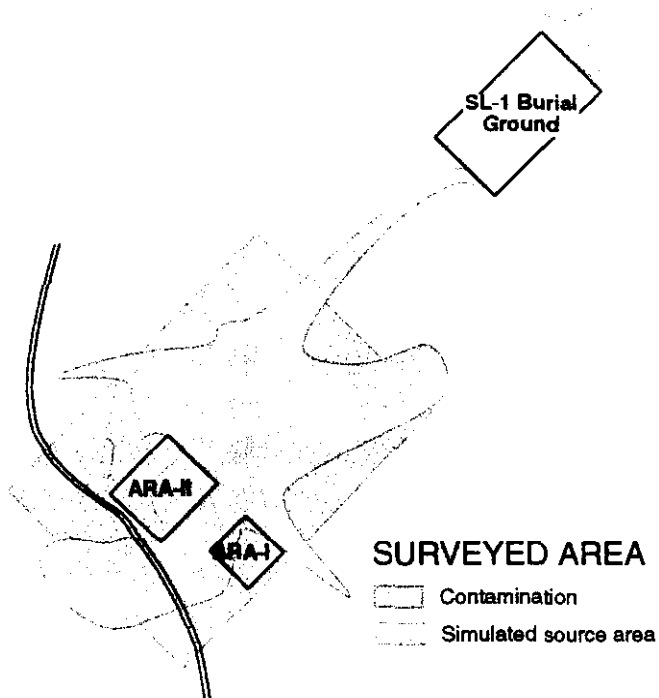 SL-1 Burial
Ground
ARA-II
ARA-I
SURVEYED AREA
Contamination
Simulated source area